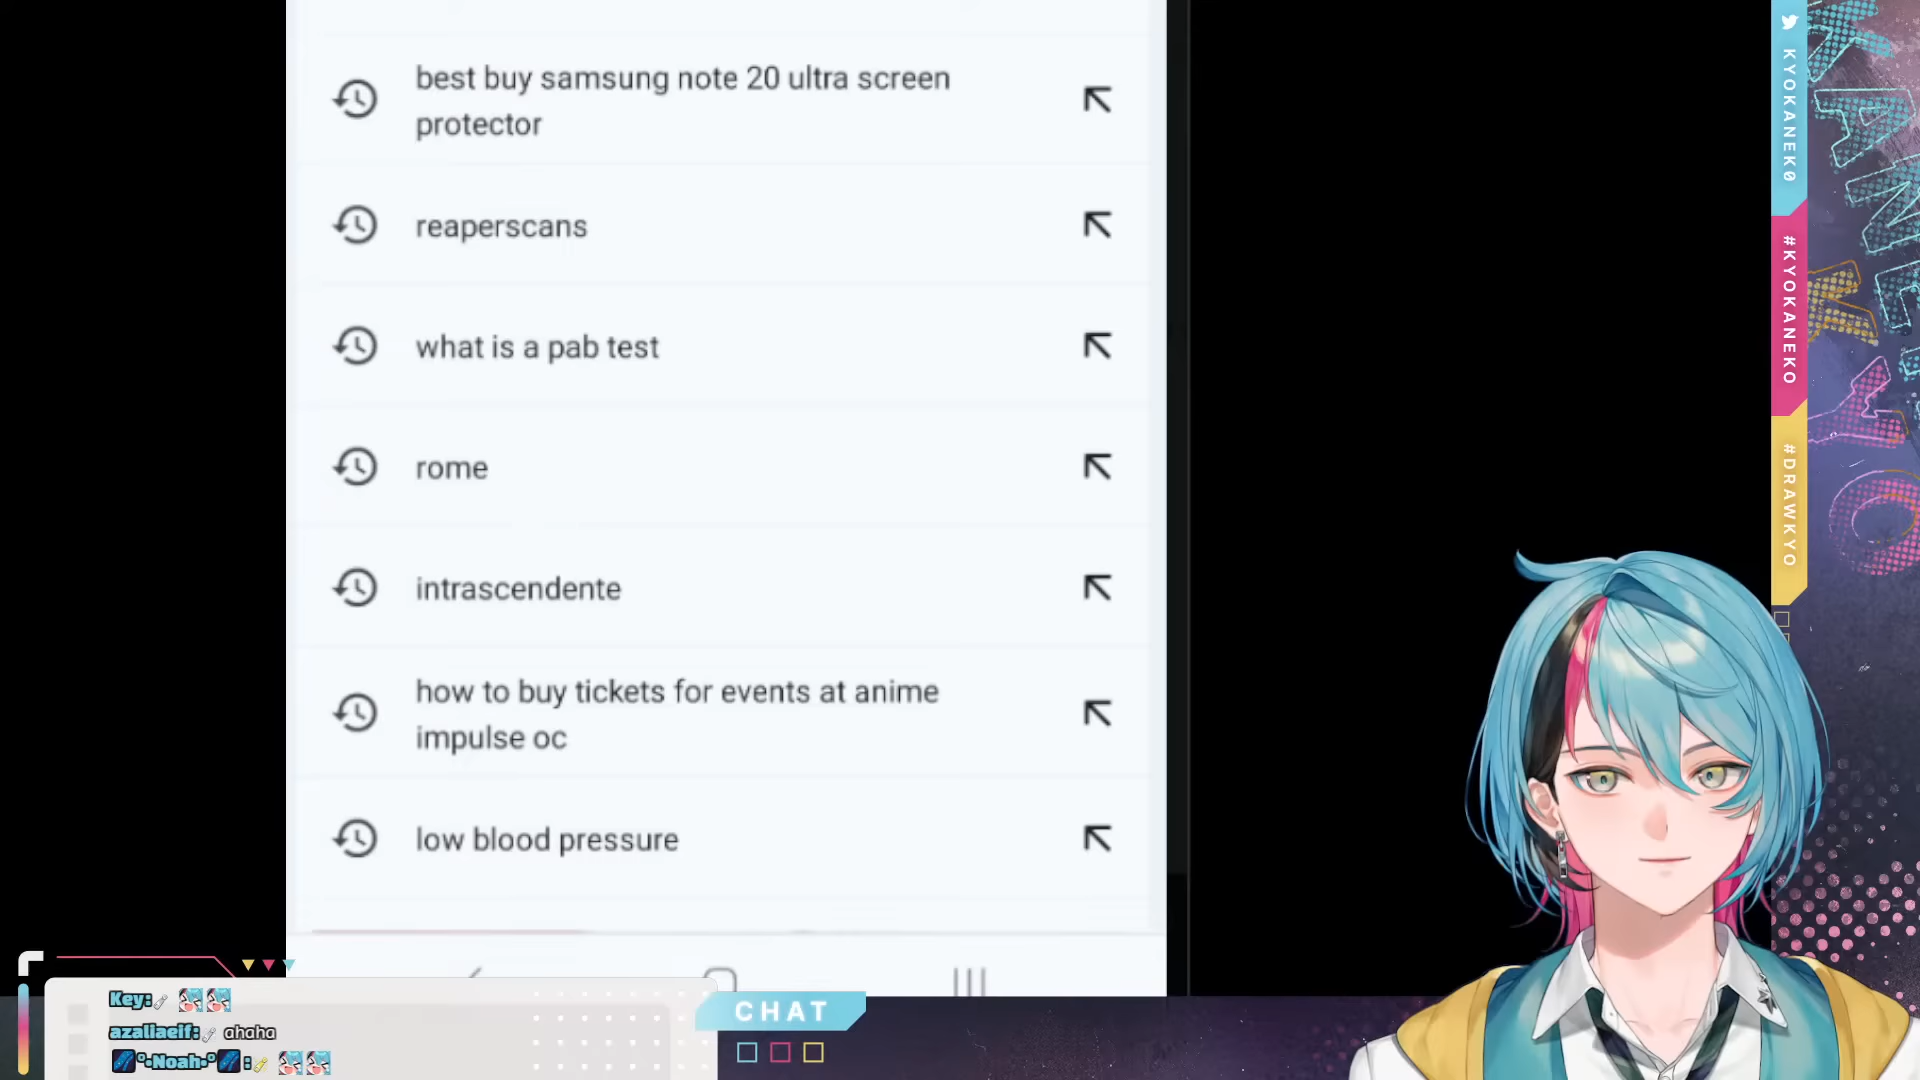 best buy samsung note 20 ultra screen
protector
reaperscans
what is a pab test
rome
intrascendente
how to buy tickets for events at anime
impulse oc
low blood pressure
Key:
azaliaelf: ahaha
°•Noah•°:
CHAT
KYOKANEK0
#KYOKANEKO
#DRAWKYO